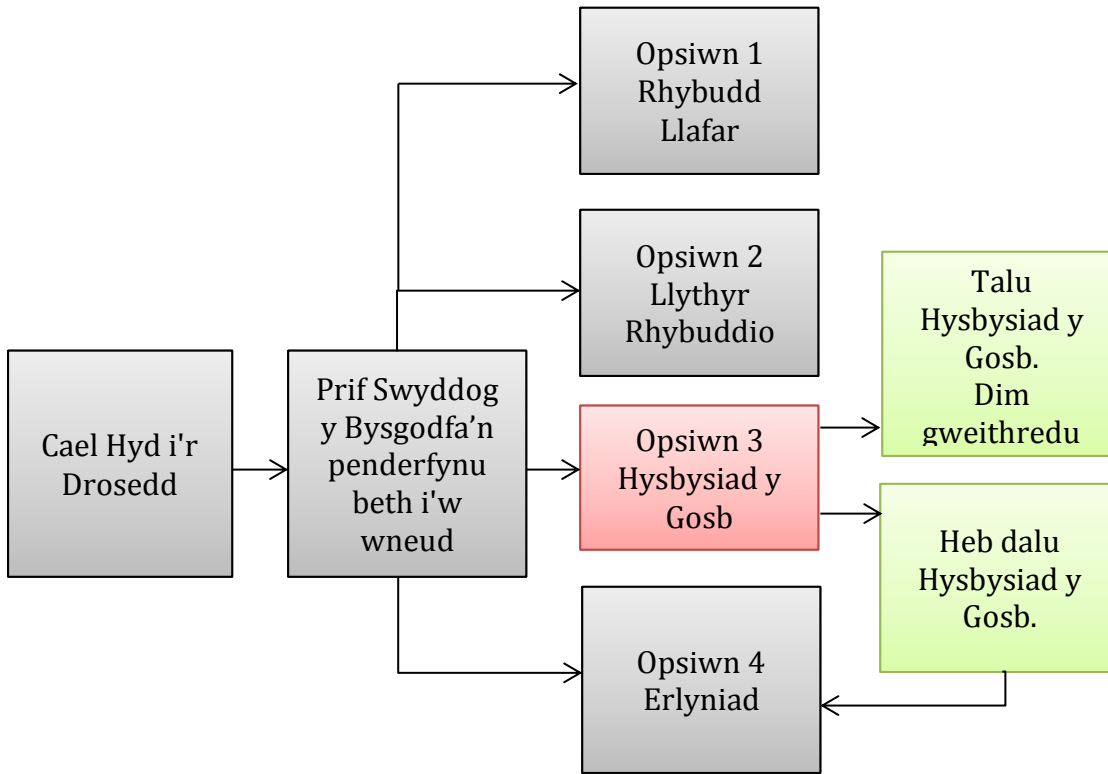 Opsiwn 1
Rhybudd
Llafar
Opsiwn 2
Llythyr
Rhybuddio
Talu
Hysbysiad y
Gosb.
Dim
gweithredu
Cael Hyd i'r
Drosedd
Prif Swyddog
y Bysgodfa’n
penderfynu
beth i'w
wneud
Opsiwn 3
Hysbysiad y
Gosb
Heb dalu
Hysbysiad y
Gosb.
Opsiwn 4
Erlyniad